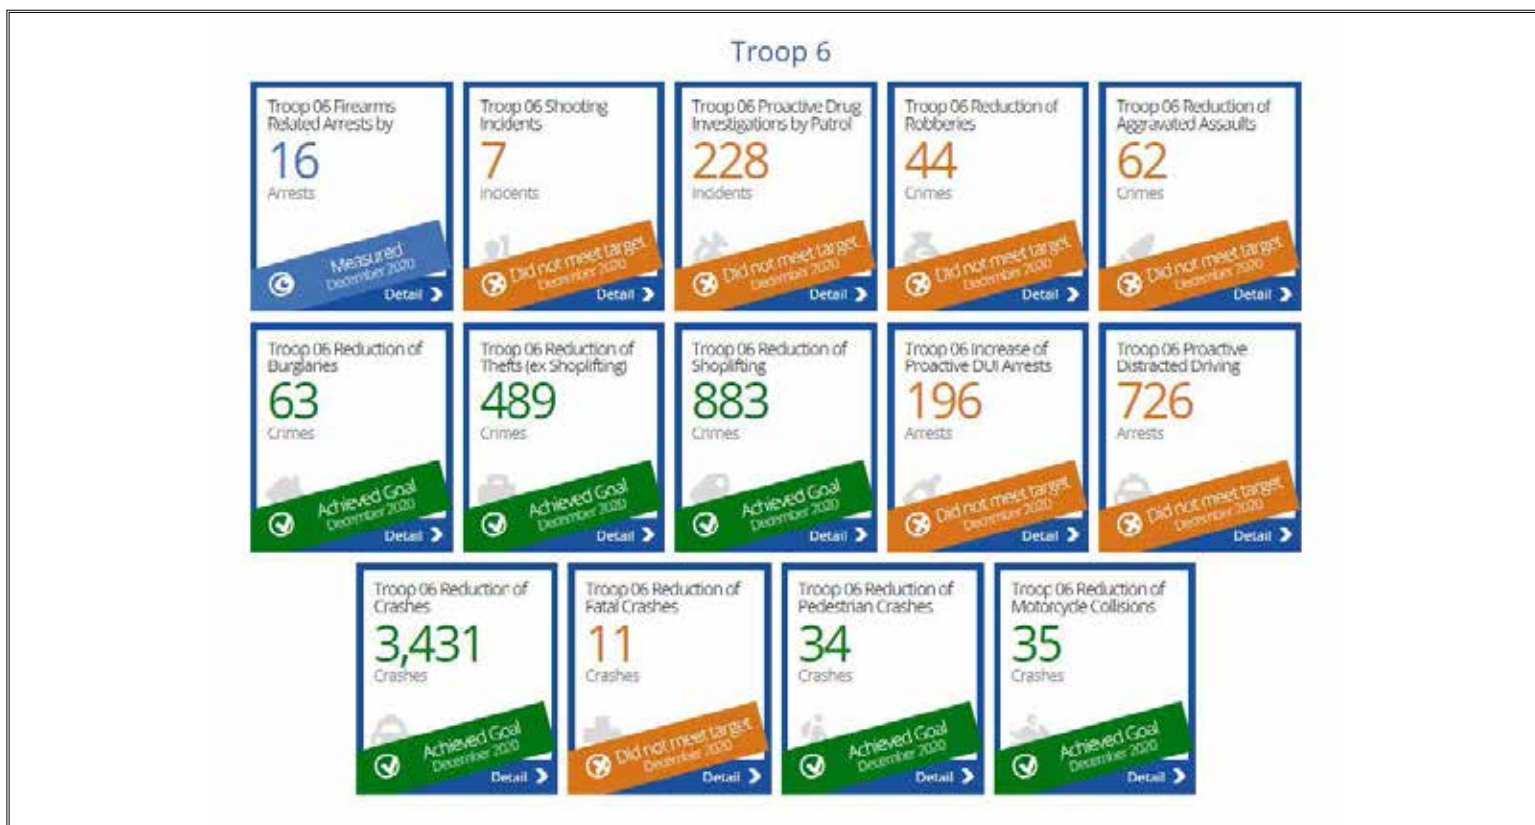 Troop 6
Troop 06 Firearms
Related Arrests by
16
Arrests
Measured
December 2020
Detail
Troop 06 Shooting
Incidents
7
Incidents
Did not meet target
December 2020
Detail
Troop 06 Proactive Drug
Investigations by Patrol
228
Incidents
Did not meet target
December 2020
Detail
Troop 06 Reduction of
Robberies
44
Crimes
Did not meet target
December 2020
Detail
Troop 06 Reduction of
Aggravated Assaults
62
Crimes
Did not meet target
December 2020
Detail
Troop 06 Reduction of
Burglaries
63
Crimes
Achieved Goal
December 2020
Detail
Troop 06 Reduction of
Thefts (ex Shoplifting)
489
Crimes
Achieved Goal
December 2020
Detail
Troop 06 Reduction of
Shoplifting
883
Crimes
Achieved Goal
December 2020
Detail
Troop 06 Increase of
Proactive DUI Arrests
196
Arrests
Did not meet target
December 2020
Detail
Troop 06 Proactive
Distracted Driving
726
Arrests
Did not meet target
December 2020
Detail
Troop 06 Reduction of
Crashes
3,431
Crashes
Achieved Goal
December 2020
Detail
Troop 06 Reduction of
Fatal Crashes
11
Crashes
Did not meet target
December 2020
Detail
Troop 06 Reduction of
Pedestrian Crashes
34
Crashes
Achieved Goal
December 2020
Detail
Troop 06 Reduction of
Motorcycle Collisions
35
Crashes
Achieved Goal
December 2020
Detail